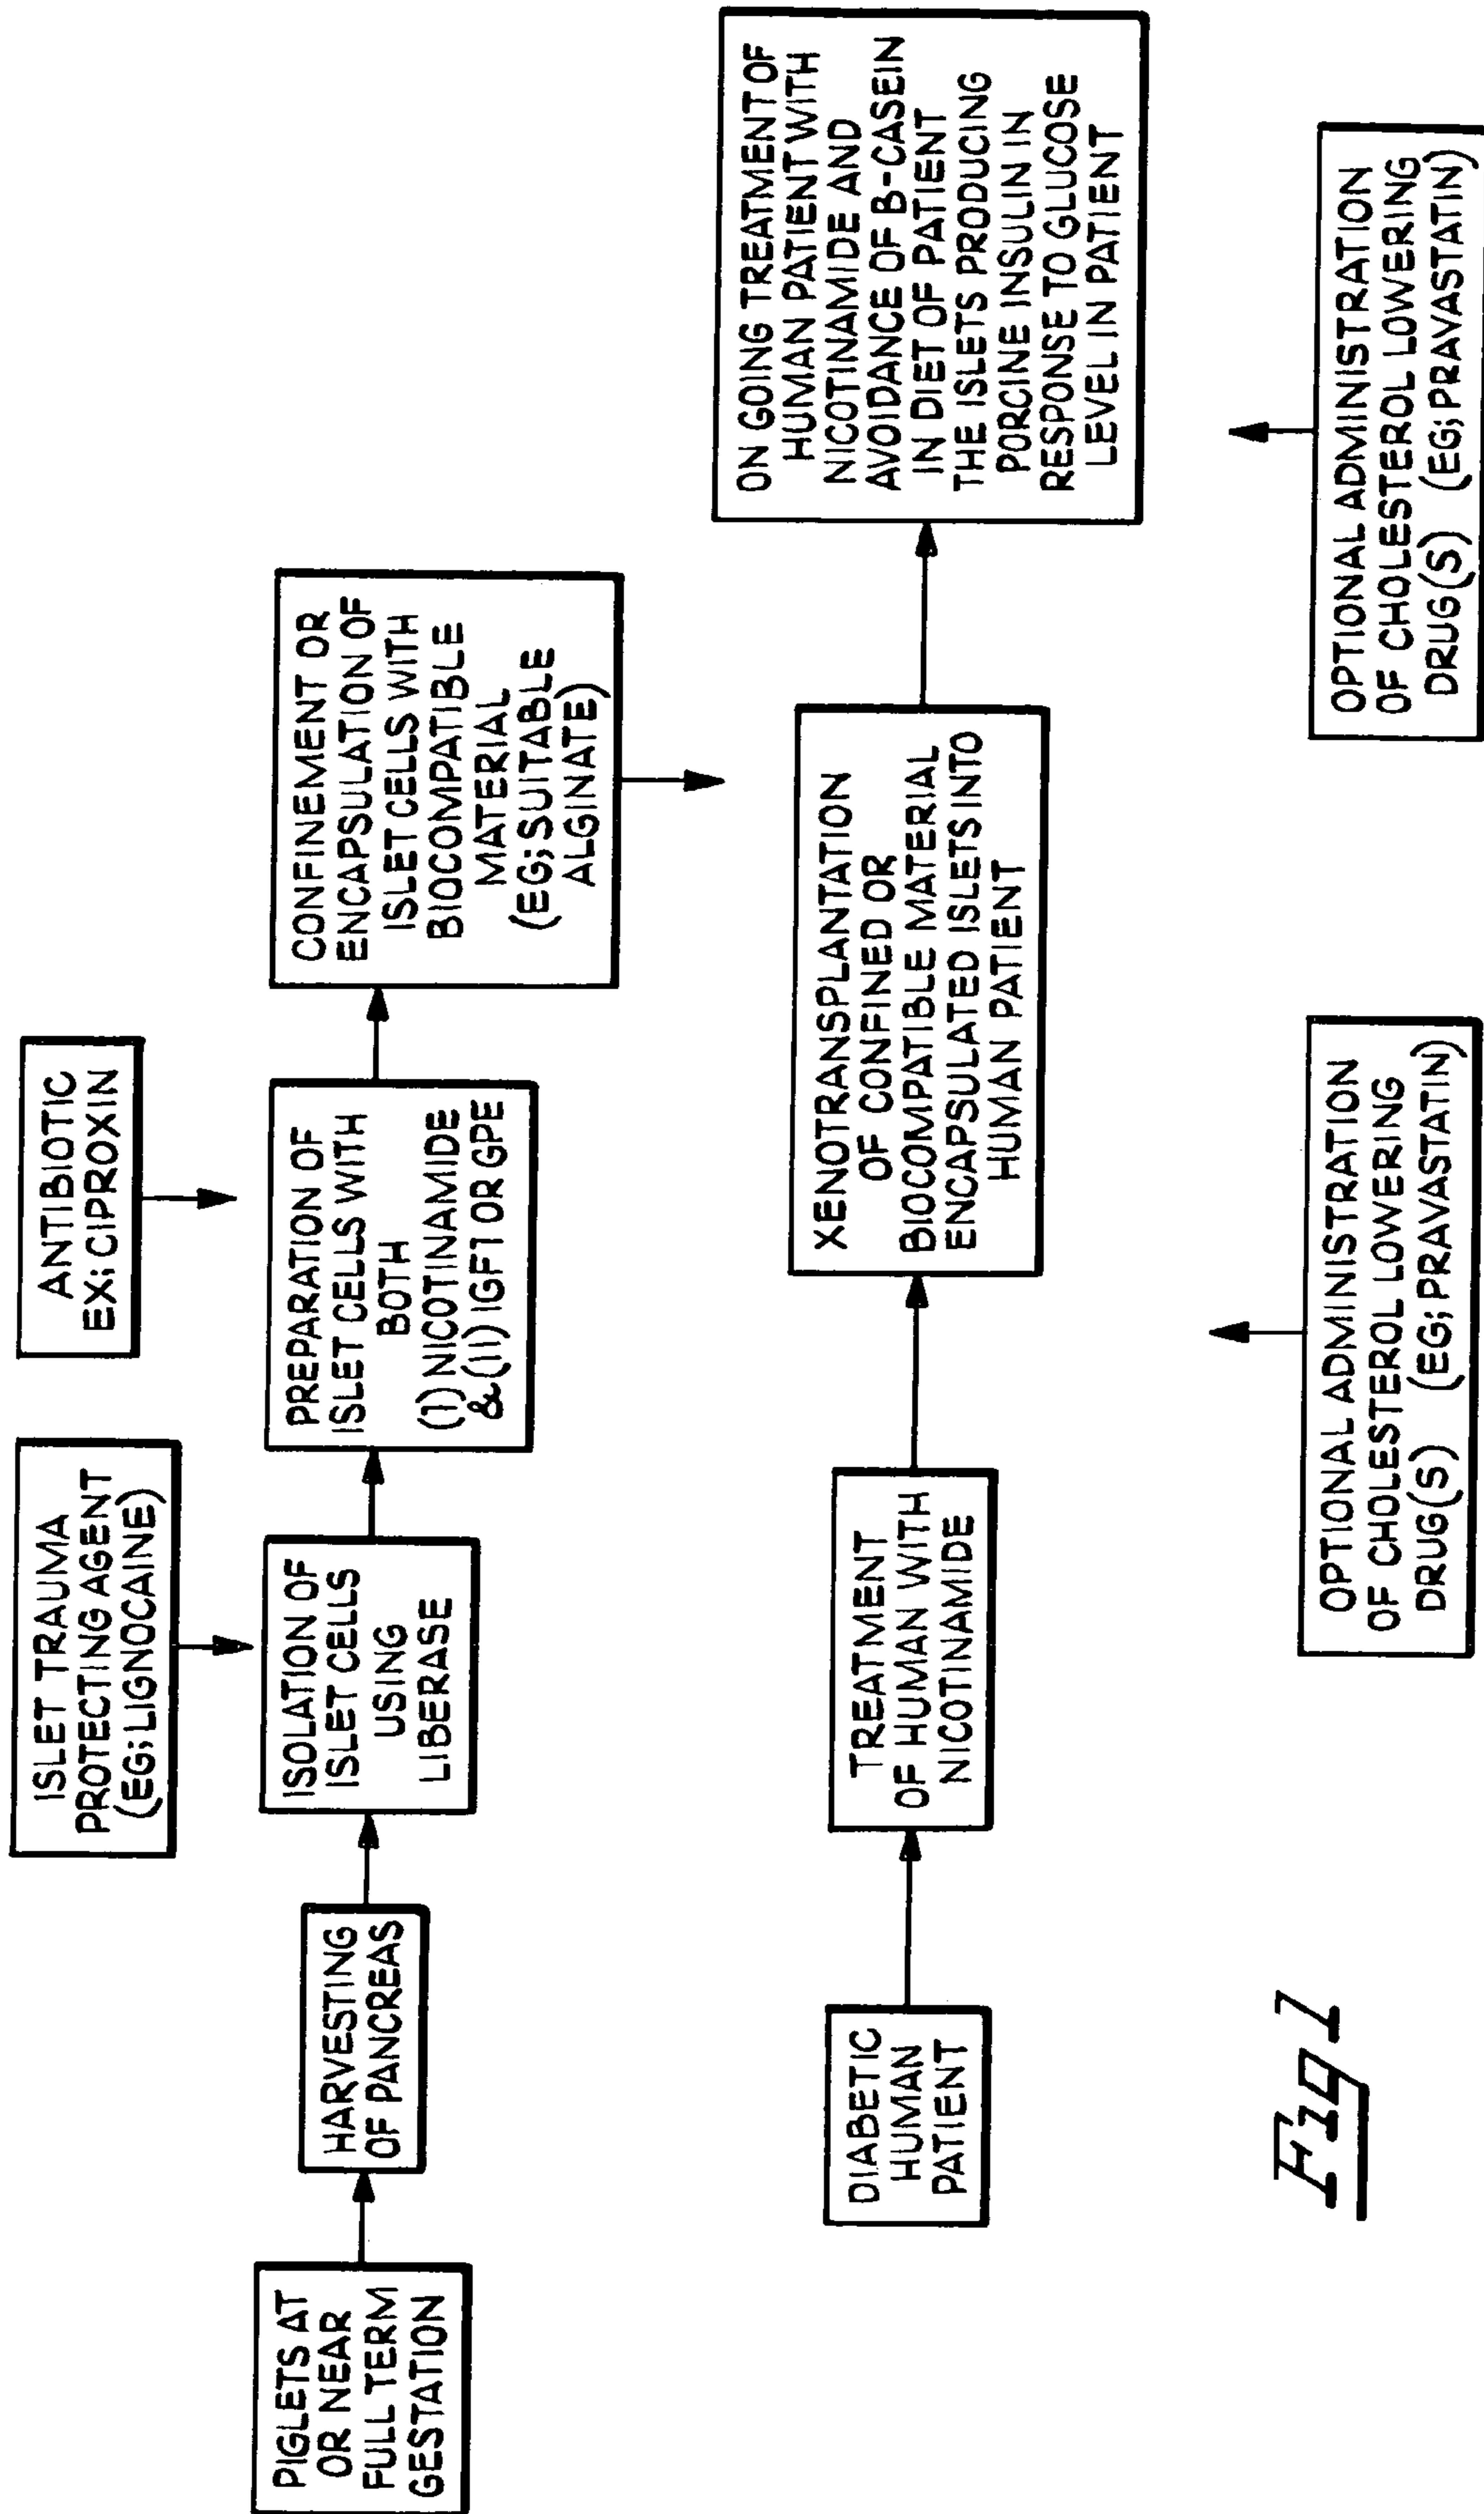 ISLET TRAUMA
PROTECTING AGENT
(EG; LIGNOCAINE)
ANTIBIOTIC
EX; CIPROXIN
PIGLETS AT
OR NEAR
FULL TERM
GESTATION
HARVESTING
OF PANCREAS
ISOLATION OF
ISLET CELLS
USING
LIBERASE
PREPARATION OF
ISLET CELLS WITH
BOTH
(1) NICOTINAMIDE
& (11) IGF1 OR GPE
CONFINEMENT OR
ENCAPSULATION OF
ISLET CELLS WITH
BIOCOMPATIBLE
MATERIAL
(EG; SUITABLE
ALGINATE)
DIABETIC
HUMAN
PATIENT
TREATMENT
OF HUMAN WITH
NICOTINAMIDE
XENOTRANSPLANTATION
OF CONFINED OR
BIOCOMPATIBLE MATERIAL
ENCAPSULATED ISLETS INTO
HUMAN PATIENT
ON GOING TREATMENT OF
HUMAN PATIENT WITH
NICOTINAMIDE AND
AVOIDANCE OF B-CASEIN
IN DIET OF PATIENT
THE ISLETS PRODUCING
PORCINE INSULIN IN
RESPONSE TO GLUCOSE
LEVEL IN PATIENT
OPTIONAL ADMINISTRATION
OF CHOLESTEROL LOWERING
DRUG(S) (EG; PRAVASTATIN)
OPTIONAL ADMINISTRATION
OF CHOLESTEROL LOWERING
DRUG(S) (EG; PRAVASTATIN)
Fig 1